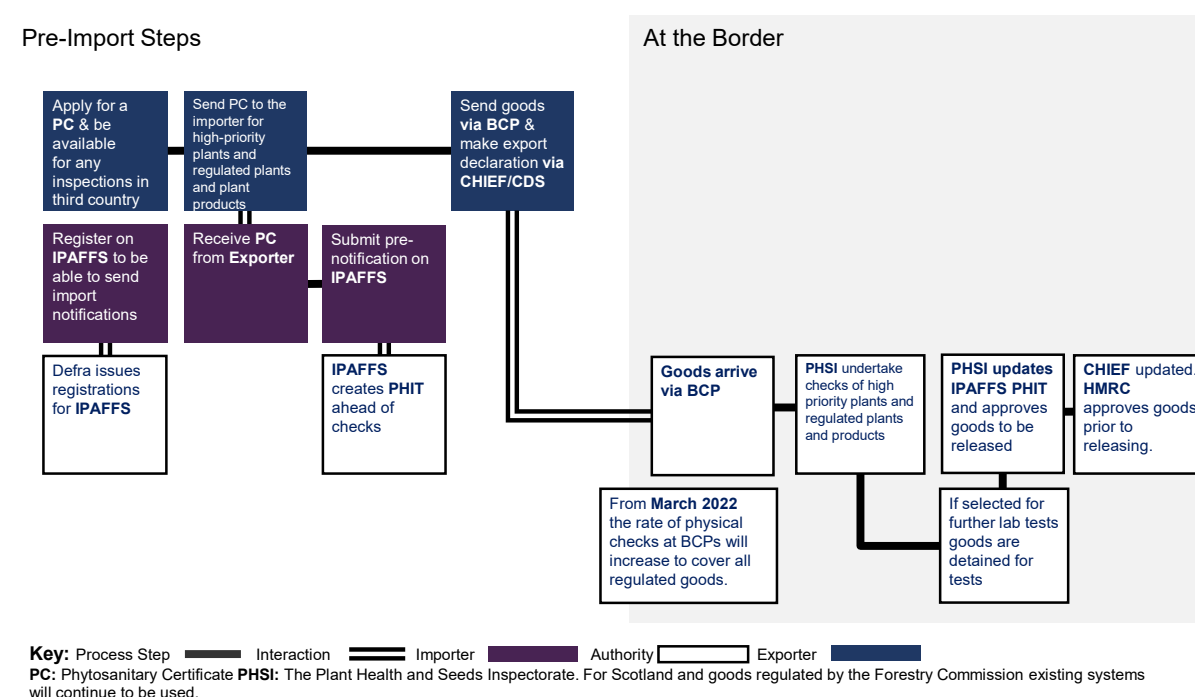 Pre-Import Steps
At the Border
Apply for a
PC & be
available
for any
inspections in
third country
Send PC to the
importer for
high-priority
plants and
regulated plants
and plant
products
Send goods
via BCP &
make export
declaration via
CHIEF/CDS
Register on
IPAFFS to be
able to send
import
notifications
Receive PC
from Exporter
Submit pre-
notification on
IPAFFS
Defra issues
registrations
for IPAFFS
IPAFFS
creates PHIT
ahead of
checks
Goods arrive
via BCP
PHSI undertake
checks of high
priority plants and
regulated plants
and products
PHSI updates
IPAFFS PHIT
and approves
goods to be
released
CHIEF updated.
HMRC
approves goods
prior to
releasing.
From March 2022
the rate of physical
checks at BCPs will
increase to cover all
regulated goods.
If selected for
further lab tests
goods are
detained for
tests
Key: Process Step Interaction Importer Authority Exporter
PC: Phytosanitary Certificate PHSI: The Plant Health and Seeds Inspectorate. For Scotland and goods regulated by the Forestry Commission existing systems
will continue to be used.